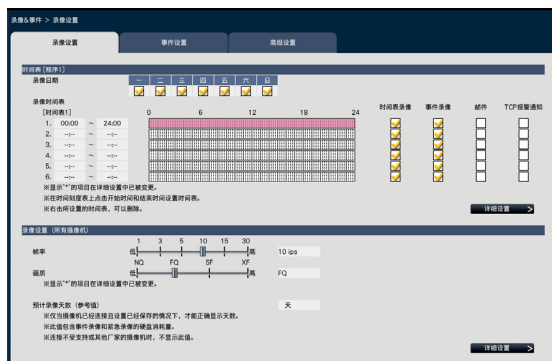 录像&事件 > 录像设置
录像设置 事件设置 高级设置
时间表 [程序1]
录像日期 一 二 三 四 五 六 日
录像时间表
[时间表1] 0 6 12 18 24 时间表录像 事件录像 邮件 TCP报警通知
1. 00:00 ~ 24:00
2. --:-- ~ --:--
3. --:-- ~ --:--
4. --:-- ~ --:--
5. --:-- ~ --:--
6. --:-- ~ --:--
※显示"*"的项目在详细设置中已被变更。
※在时间刻度表上点击开始时间和结束时间设置时间表。
※右击所设置的时间表，可以删除。
详细设置 >
录像设置（所有摄像机）
1 3 5 10 15 30
帧率 低 高 10 ips
NQ FQ SF XF
画质 低 高 FQ
※显示"*"的项目在详细设置中已被变更。
预计录像天数（参考值） 天
※仅当摄像机已经连接且设置已经保存的情况下，才能正确显示天数。
※此值包含事件录像和紧急录像的硬盘消耗量。
※连接不受支持或其他厂家的摄像机时，不显示此值。
详细设置 >